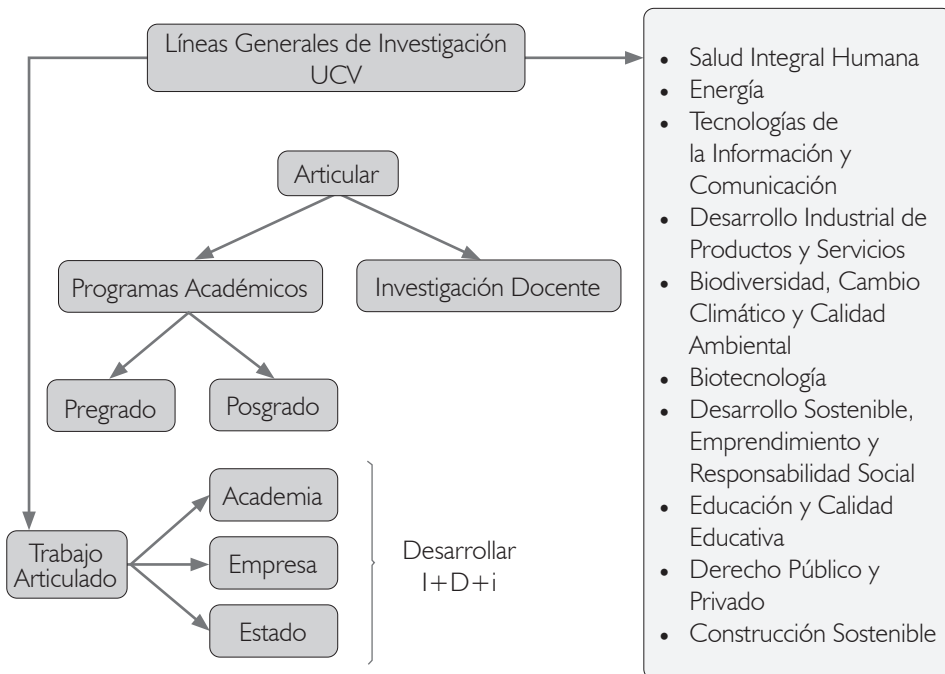 Líneas Generales de Investigación
UCV
Articular
Programas Académicos
Investigación Docente
Pregrado
Posgrado
Trabajo
Articulado
Academia
Empresa
Estado
Desarrollar
I+D+i
• Salud Integral Humana
• Energía
• Tecnologías de
la Información y
Comunicación
• Desarrollo Industrial de
Productos y Servicios
• Biodiversidad, Cambio
Climático y Calidad
Ambiental
• Biotecnología
• Desarrollo Sostenible,
Emprendimiento y
Responsabilidad Social
• Educación y Calidad
Educativa
• Derecho Público y
Privado
• Construcción Sostenible